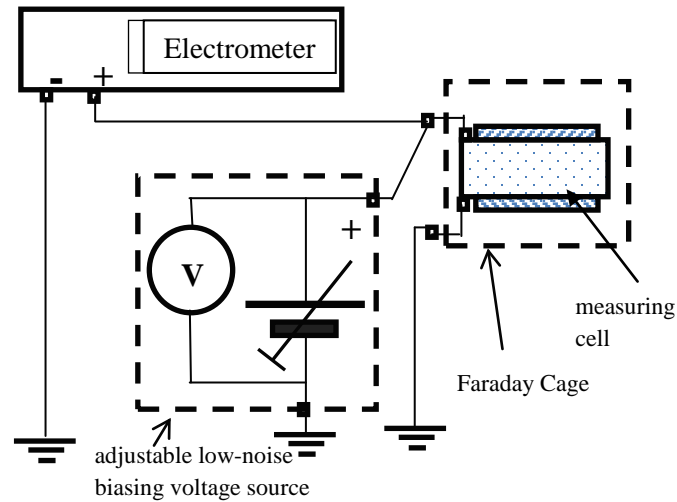 Electrometer
- +
+
V
measuring
cell
Faraday Cage
adjustable low-noise
biasing voltage source